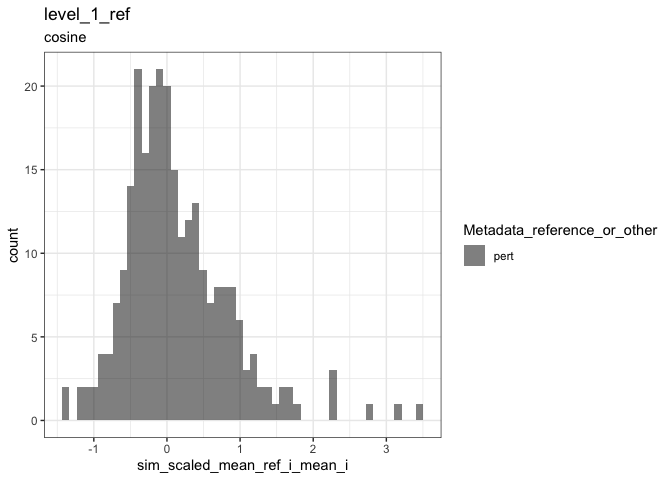 level_1_ref
cosine
20
15
10
5
0
count
-1
0
1
2
3
sim_scaled_mean_ref_i_mean_i
Metadata_reference_or_other
pert